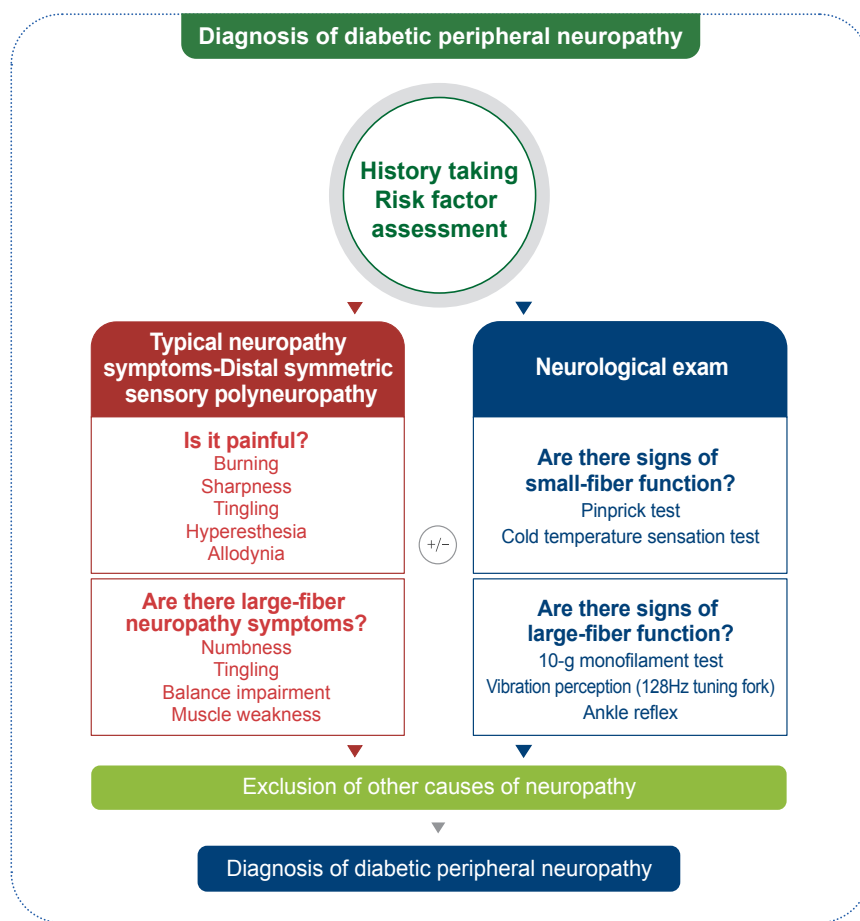 Diagnosis of diabetic peripheral neuropathy
History taking
Risk factor
assessment
Typical neuropathy
symptoms-Distal symmetric
sensory polyneuropathy
Is it painful?
Burning
Sharpness
Tingling
Hyperesthesia
Allodynia
Are there large-fiber
neuropathy symptoms?
Numbness
Tingling
Balance impairment
Muscle weakness
+/−
Neurological exam
Are there signs of
small-fiber function?
Pinprick test
Cold temperature sensation test
Are there signs of
large-fiber function?
10-g monofilament test
Vibration perception (128Hz tuning fork)
Ankle reflex
Exclusion of other causes of neuropathy
Diagnosis of diabetic peripheral neuropathy